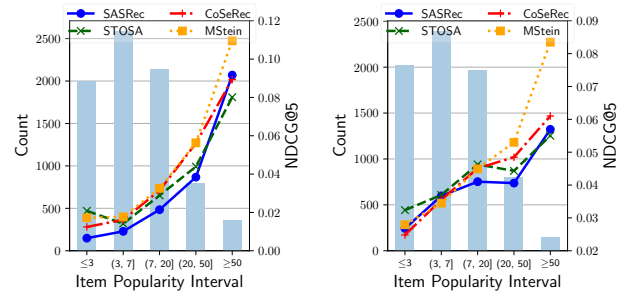 SASRec
STOSA
CoSeRec
MStein
2500
2000
1500
1000
500
0
Count
0.12
0.10
0.08
0.06
0.04
0.02
0.00
NDCG@5
≤3
(3, 7]
(7, 20]
(20, 50]
≥50
Item Popularity Interval
SASRec
STOSA
CoSeRec
MStein
2500
2000
1500
1000
500
0
Count
0.09
0.08
0.07
0.06
0.05
0.04
0.03
0.02
NDCG@5
≤3
(3, 7]
(7, 20]
(20, 50]
≥50
Item Popularity Interval